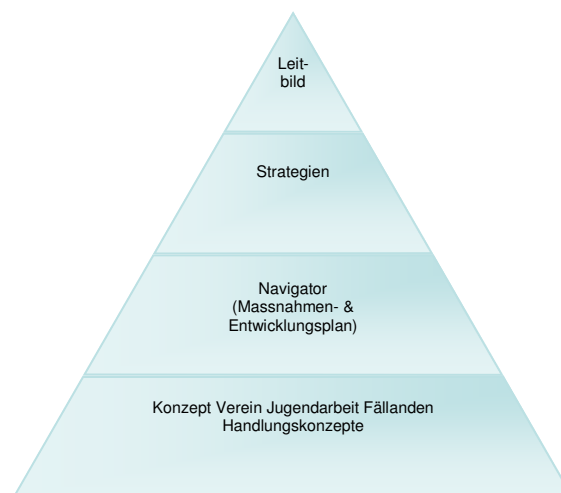 Leit-
bild
Strategien
Navigator
(Massnahmen- &
Entwicklungsplan)
Konzept Verein Jugendarbeit Fällanden
Handlungskonzepte